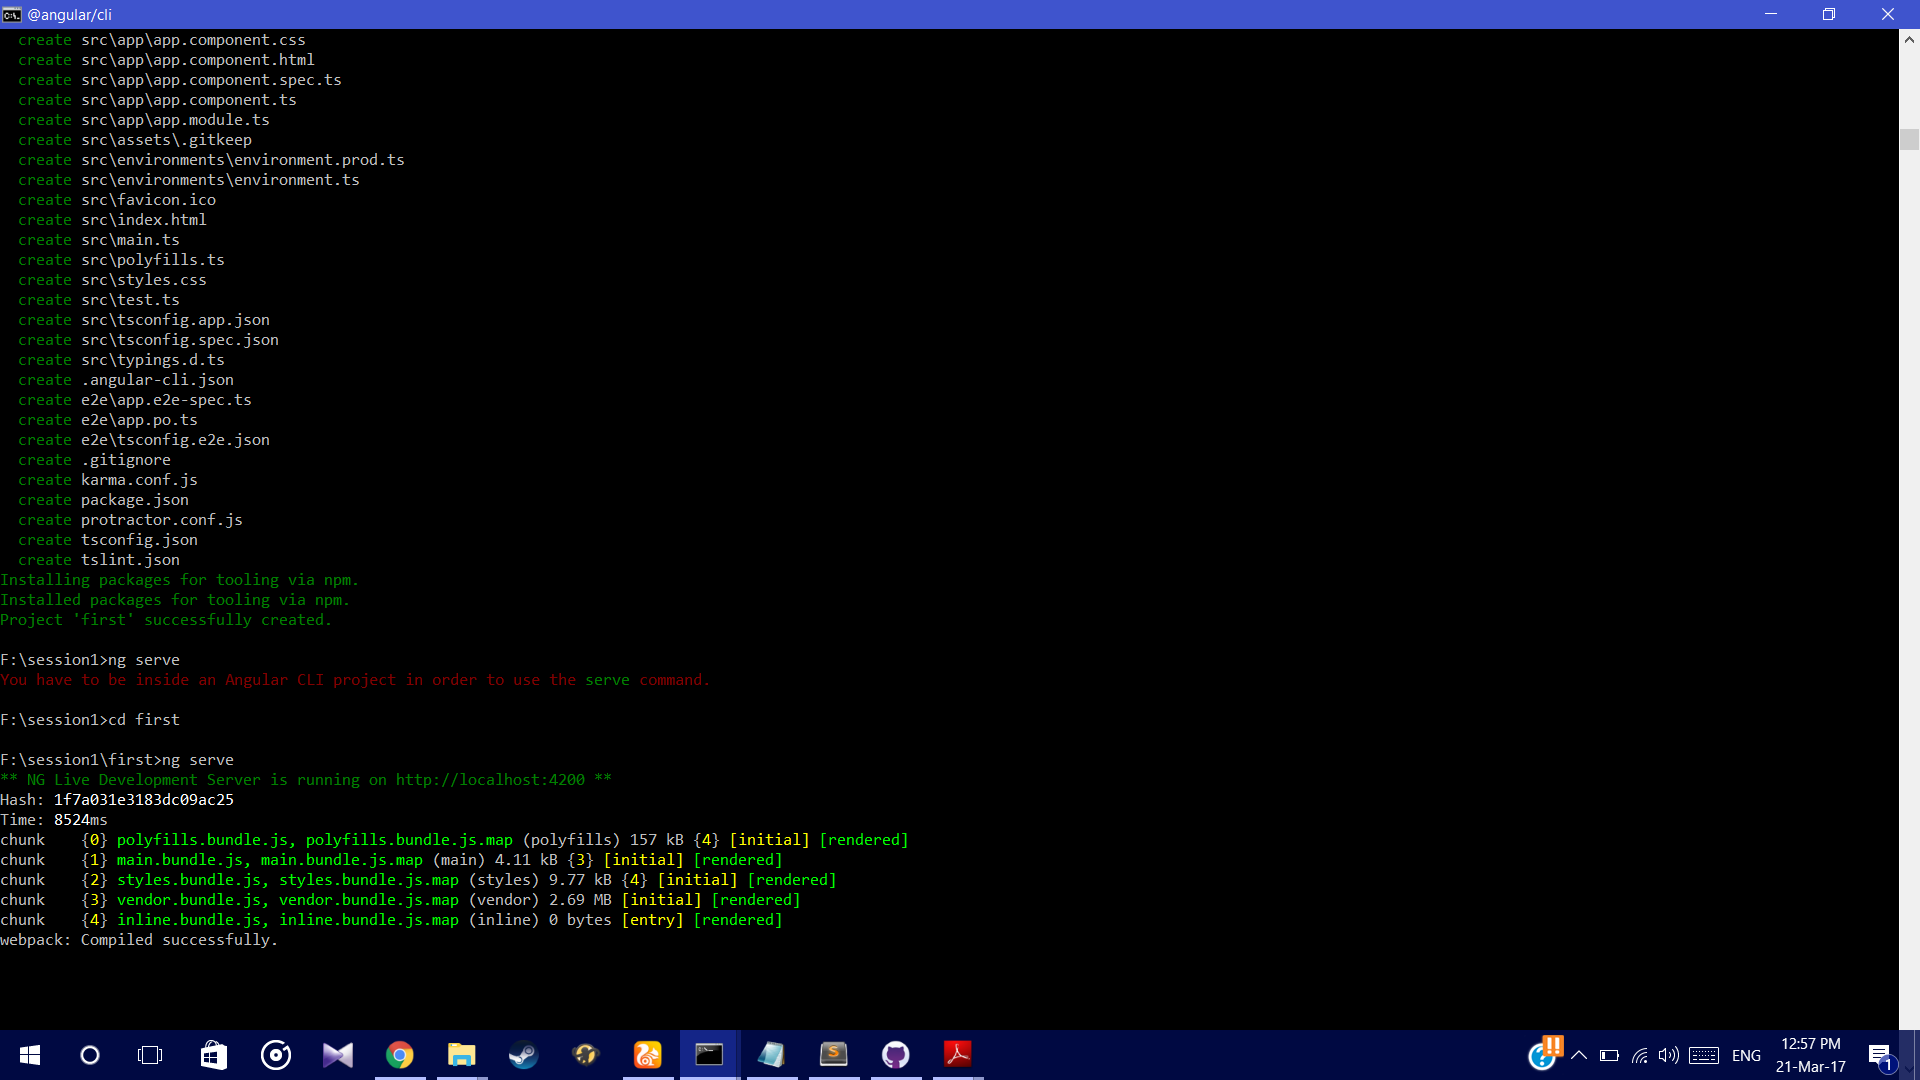 @angular/cli
create src\app\app.component.css
create src\app\app.component.html
create src\app\app.component.spec.ts
create src\app\app.component.ts
create src\app\app.module.ts
create src\assets\.gitkeep
create src\environments\environment.prod.ts
create src\environments\environment.ts
create src\favicon.ico
create src\index.html
create src\main.ts
create src\polyfills.ts
create src\styles.css
create src\test.ts
create src\tsconfig.app.json
create src\tsconfig.spec.json
create src\typings.d.ts
create .angular-cli.json
create e2e\app.e2e-spec.ts
create e2e\app.po.ts
create e2e\tsconfig.e2e.json
create .gitignore
create karma.conf.js
create package.json
create protractor.conf.js
create tsconfig.json
create tslint.json
Installing packages for tooling via npm.
Installed packages for tooling via npm.
Project 'first' successfully created.
F:\session1>ng serve
You have to be inside an Angular CLI project in order to use the serve command.
F:\session1>cd first
F:\session1\first>ng serve
** NG Live Development Server is running on http://localhost:4200 **
Hash: 1f7a031e3183dc09ac25
Time: 8524ms
chunk    {0} polyfills.bundle.js, polyfills.bundle.js.map (polyfills) 157 kB {4} [initial] [rendered]
chunk    {1} main.bundle.js, main.bundle.js.map (main) 4.11 kB {3} [initial] [rendered]
chunk    {2} styles.bundle.js, styles.bundle.js.map (styles) 9.77 kB {4} [initial] [rendered]
chunk    {3} vendor.bundle.js, vendor.bundle.js.map (vendor) 2.69 MB [initial] [rendered]
chunk    {4} inline.bundle.js, inline.bundle.js.map (inline) 0 bytes [entry] [rendered]
webpack: Compiled successfully.
ENG
12:57 PM
21-Mar-17
1